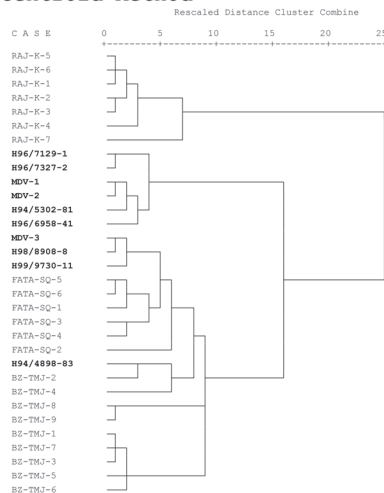 Rescaled Distance Cluster Combine
C A S E 0 5 10 15 20 25
RAJ-K-5
RAJ-K-6
RAJ-K-1
RAJ-K-2
RAJ-K-3
RAJ-K-4
RAJ-K-7
H96/7129-1
H96/7327-2
MDV-1
MDV-2
H94/5302-81
H96/6958-41
MDV-3
H98/8908-8
H99/9730-11
FATA-SQ-5
FATA-SQ-6
FATA-SQ-1
FATA-SQ-3
FATA-SQ-4
FATA-SQ-2
H94/4898-83
BZ-TMJ-2
BZ-TMJ-4
BZ-TMJ-8
BZ-TMJ-9
BZ-TMJ-1
BZ-TMJ-7
BZ-TMJ-3
BZ-TMJ-5
BZ-TMJ-6